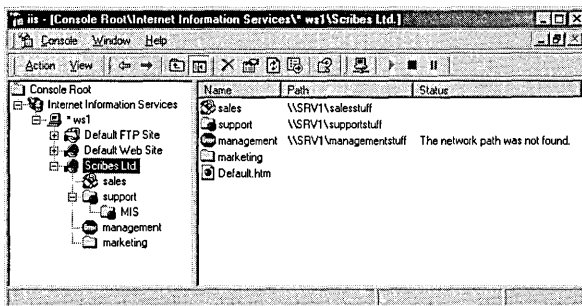 iis - [Console Root\Internet Information Services\* ws1\Scribes Ltd.]
Console Window Help
Action View
Console Root
Internet Information Services
* ws1
Default FTP Site
Default Web Site
Scribes Ltd.
sales
support
MIS
management
marketing
Name Path Status
sales \\SRV1\salesstuff
support \\SRV1\supportstuff
management \\SRV1\managementstuff The network path was not found.
marketing
Default.htm